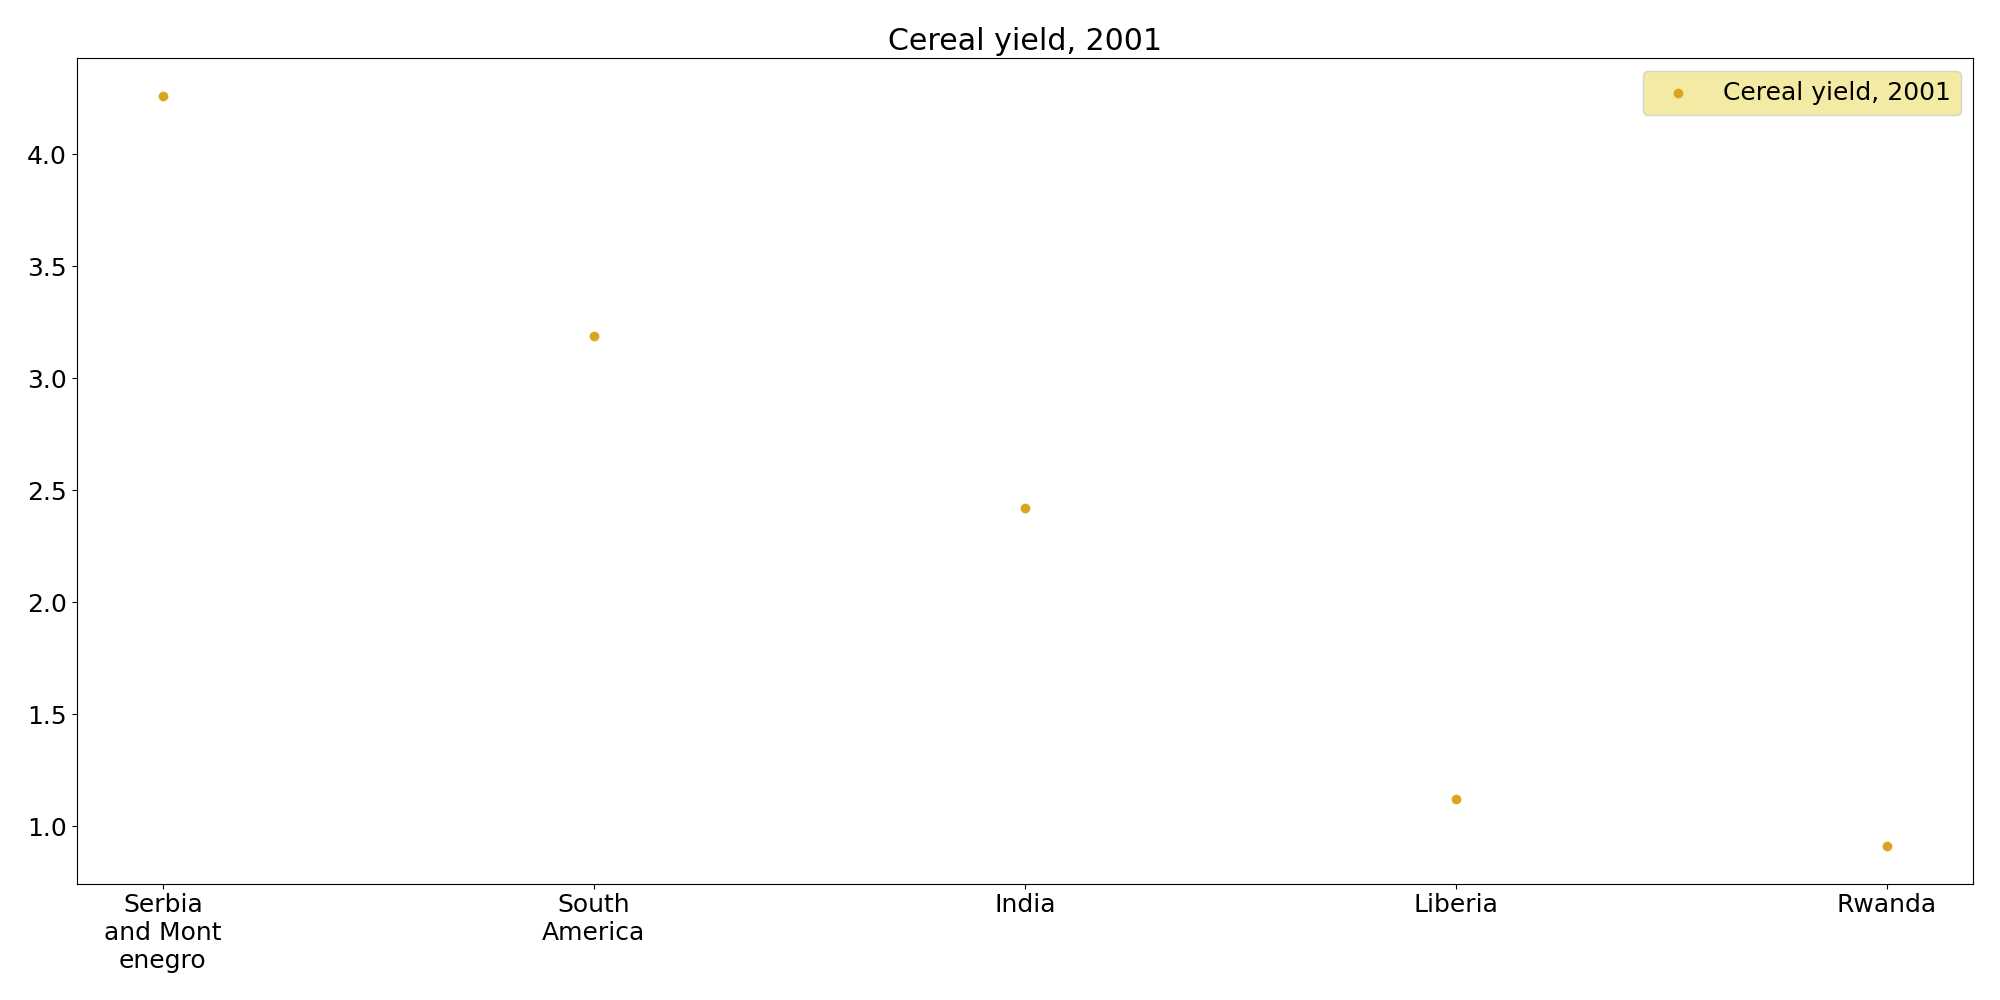 Cereal yield, 2001
Cereal yield, 2001
4.0
3.5
3.0
2.5
2.0
1.5
1.0
Serbia
and Mont
enegro
South
America
India
Liberia
Rwanda